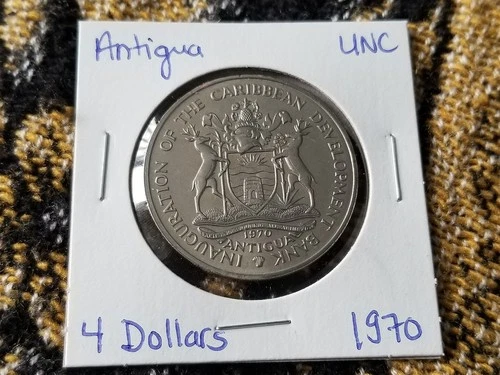 Antigua UNC
INAUGURATION OF THE CARIBBEAN DEVELOPMENT BANK
1970
ANTIGUA
4 Dollars 1970